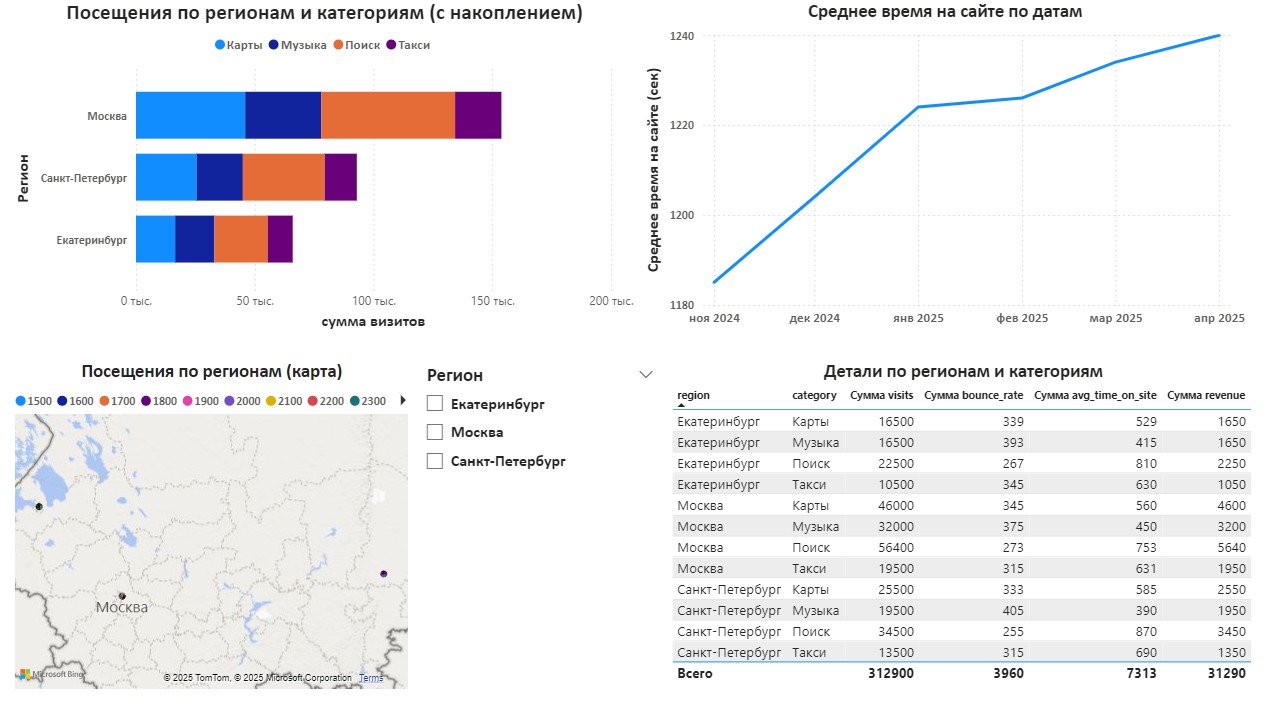 Посещения по регионам и категориям (с накоплением)
Карты Музыка Поиск Такси
Регион
Москва
Санкт-Петербург
Екатеринбург
0 тыс. 50 тыс. 100 тыс. 150 тыс. 200 тыс.
сумма визитов
Среднее время на сайте по датам
Среднее время на сайте (сек)
1240
1220
1200
1180
ноя 2024 дек 2024 янв 2025 фев 2025 мар 2025 апр 2025
Посещения по регионам (карта)
1500 1600 1700 1800 1900 2000 2100 2200 2300
Москва
Microsoft Bing
© 2025 TomTom, © 2025 Microsoft Corporation Terms
Регион
Екатеринбург
Москва
Санкт-Петербург
Детали по регионам и категориям
region category Сумма visits Сумма bounce_rate Сумма avg_time_on_site Сумма revenue
Екатеринбург Карты 16500 339 529 1650
Екатеринбург Музыка 16500 393 415 1650
Екатеринбург Поиск 22500 267 810 2250
Екатеринбург Такси 10500 345 630 1050
Москва Карты 46000 345 560 4600
Москва Музыка 32000 375 450 3200
Москва Поиск 56400 273 753 5640
Москва Такси 19500 315 631 1950
Санкт-Петербург Карты 25500 333 585 2550
Санкт-Петербург Музыка 19500 405 390 1950
Санкт-Петербург Поиск 34500 255 870 3450
Санкт-Петербург Такси 13500 315 690 1350
Всего 312900 3960 7313 31290